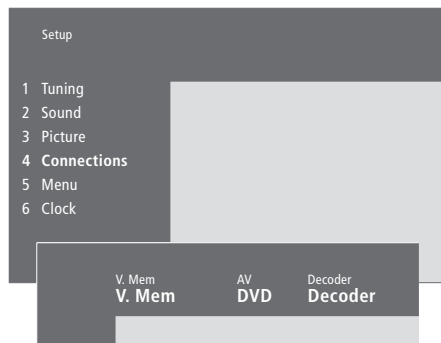 Setup
1 Tuning
2 Sound
3 Picture
4 Connections
5 Menu
6 Clock
V. Mem AV Decoder
V. Mem DVD Decoder